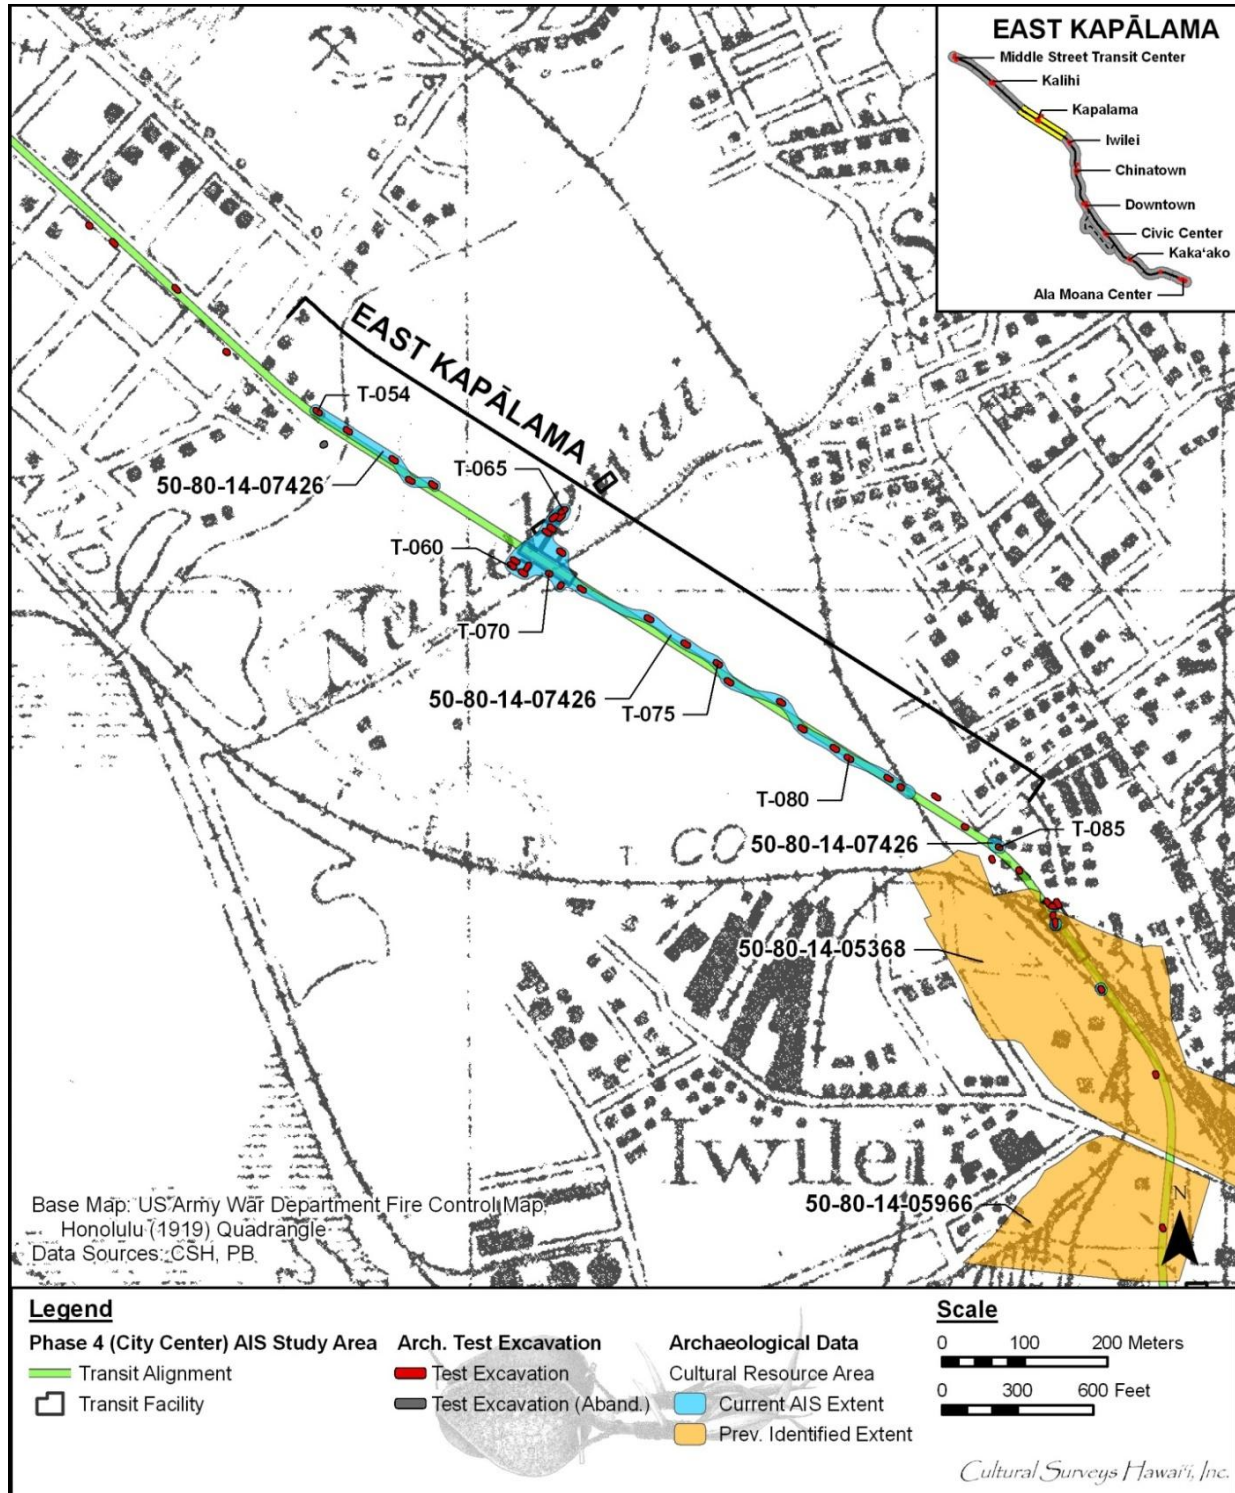 EAST KAPĀLAMA
Middle Street Transit Center
Kalihi
Kapalama
Iwilei
Chinatown
Downtown
Civic Center
Kaka'ako
Ala Moana Center
H
EAST KAPĀLAMA
T-054
50-80-14-07426
T-065
T-060
T-070
50-80-14-07426
T-075
T-080
CO
50-80-14-07426
T-085
50-80-14-05368
Iwilei
50-80-14-05966
N
Base Map: US Army War Department Fire Control Map,
Honolulu (1919) Quadrangle
Data Sources: CSH, PB
Legend
Phase 4 (City Center) AIS Study Area
Transit Alignment
Transit Facility
Arch. Test Excavation
Test Excavation
Test Excavation (Aband.)
Archaeological Data
Cultural Resource Area
Current AIS Extent
Prev. Identified Extent
Scale
0 100 200 Meters
0 300 600 Feet
Cultural Surveys Hawai'i, Inc.